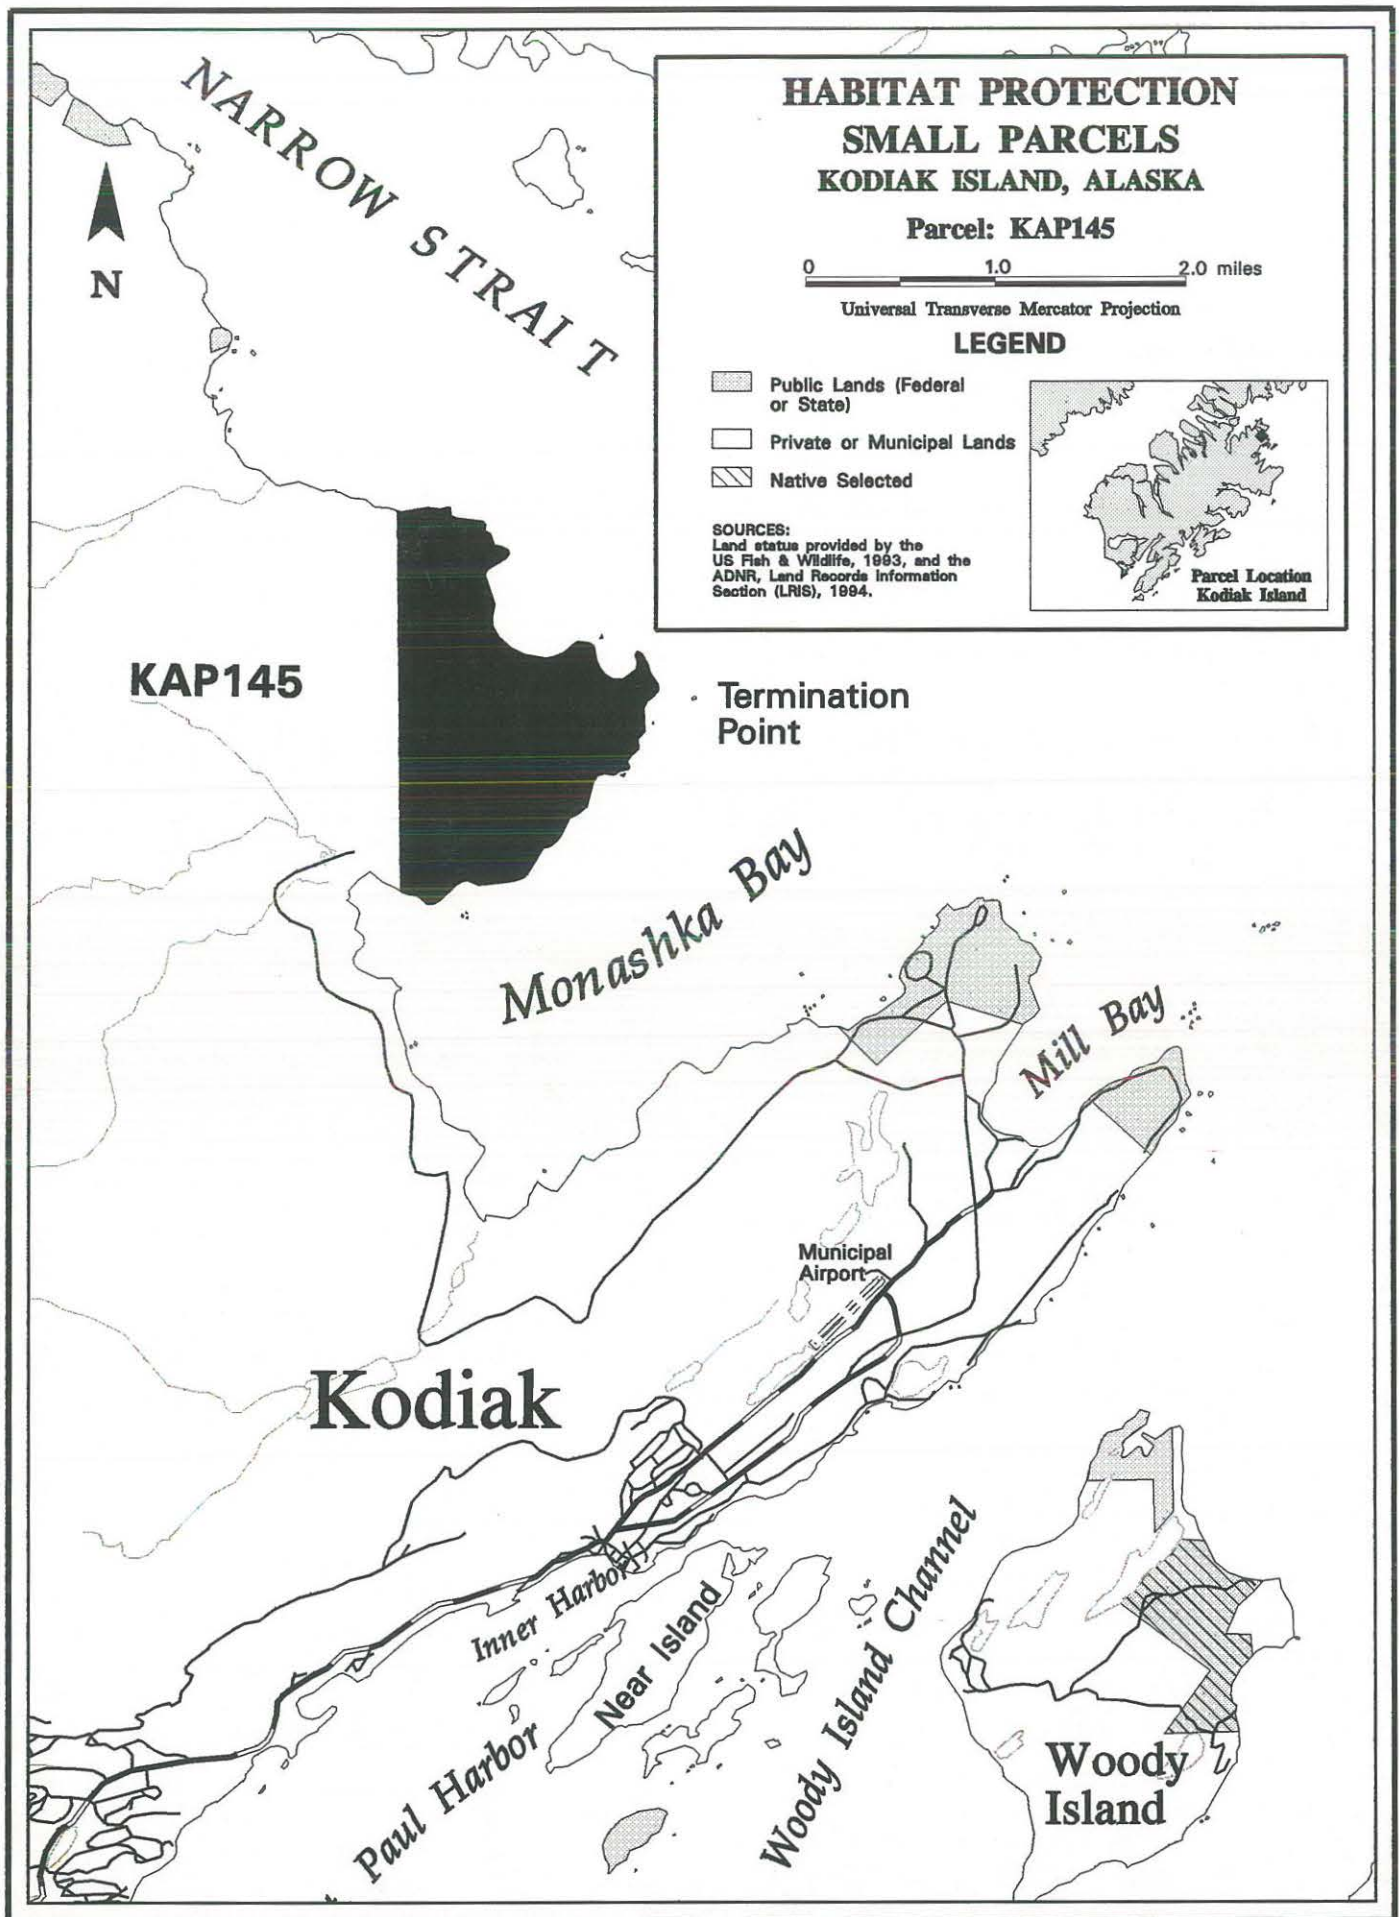 NARROW STRAIT
HABITAT PROTECTION
SMALL PARCELS
KODIAK ISLAND, ALASKA
Parcel: KAP145
0 1.0 2.0 miles
Universal Transverse Mercator Projection
LEGEND
Public Lands (Federal
or State)
Private or Municipal Lands
Native Selected
SOURCES:
Land status provided by the
US Fish & Wildlife, 1993, and the
ADNR, Land Records Information
Section (LRIS), 1994.
Parcel Location
Kodiak Island
N
KAP145
Termination
Point
Monashka Bay
Mill Bay
Municipal
Airport
Kodiak
Inner Harbor
Near Island
Paul Harbor
Woody Island Channel
Woody
Island